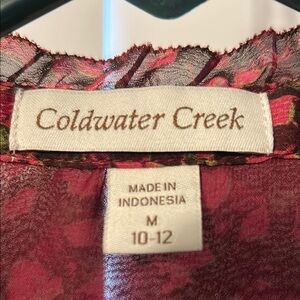 Coldwater Creek
MADE IN
INDONESIA
M
10-12